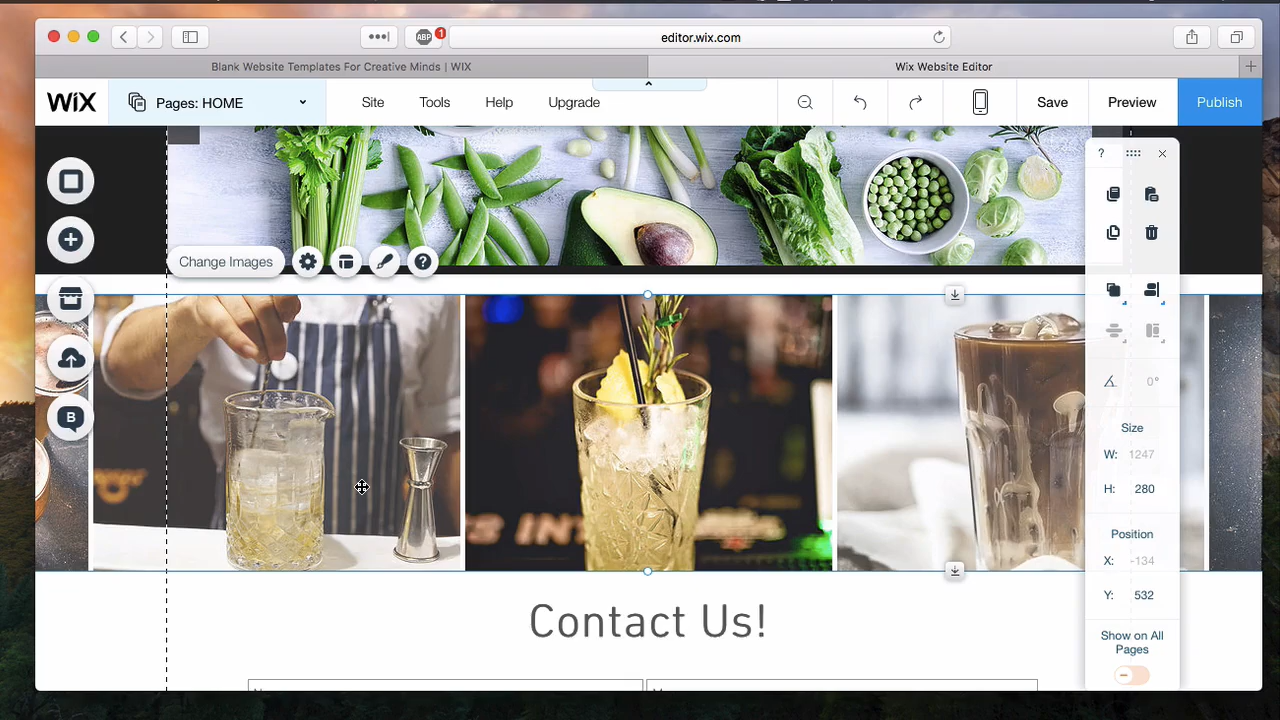 ABP
1
editor.wix.com
Blank Website Templates For Creative Minds | WIX
Wix Website Editor
WiX
Pages: HOME
Site
Tools
Help
Upgrade
Save
Preview
Publish
?
Change Images
?
B
0°
Size
W: 1247
H: 280
Position
X: -134
Y: 532
Show on All
Pages
Contact Us!